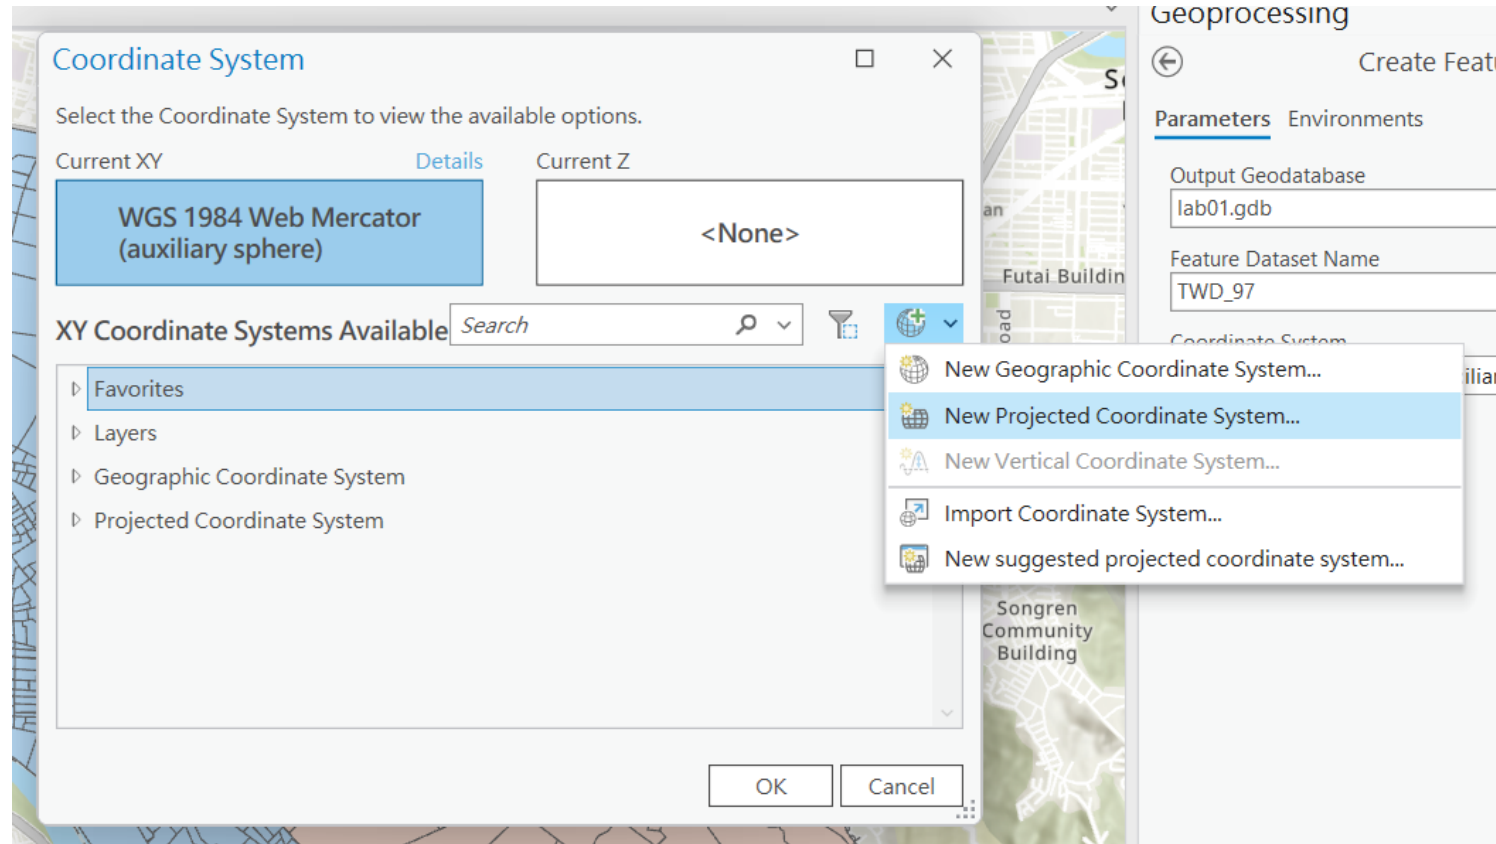 Geoprocessing
Create Feat
Parameters Environments
Output Geodatabase
lab01.gdb
Feature Dataset Name
TWD_97
Coordinate System
Coordinate System
Select the Coordinate System to view the available options.
Current XY Details Current Z
WGS 1984 Web Mercator
(auxiliary sphere)
<None>
XY Coordinate Systems Available
Search
Favorites
Layers
Geographic Coordinate System
Projected Coordinate System
New Geographic Coordinate System...
New Projected Coordinate System...
New Vertical Coordinate System...
Import Coordinate System...
New suggested projected coordinate system...
OK Cancel
Futai Buildin
Songren
Community
Building